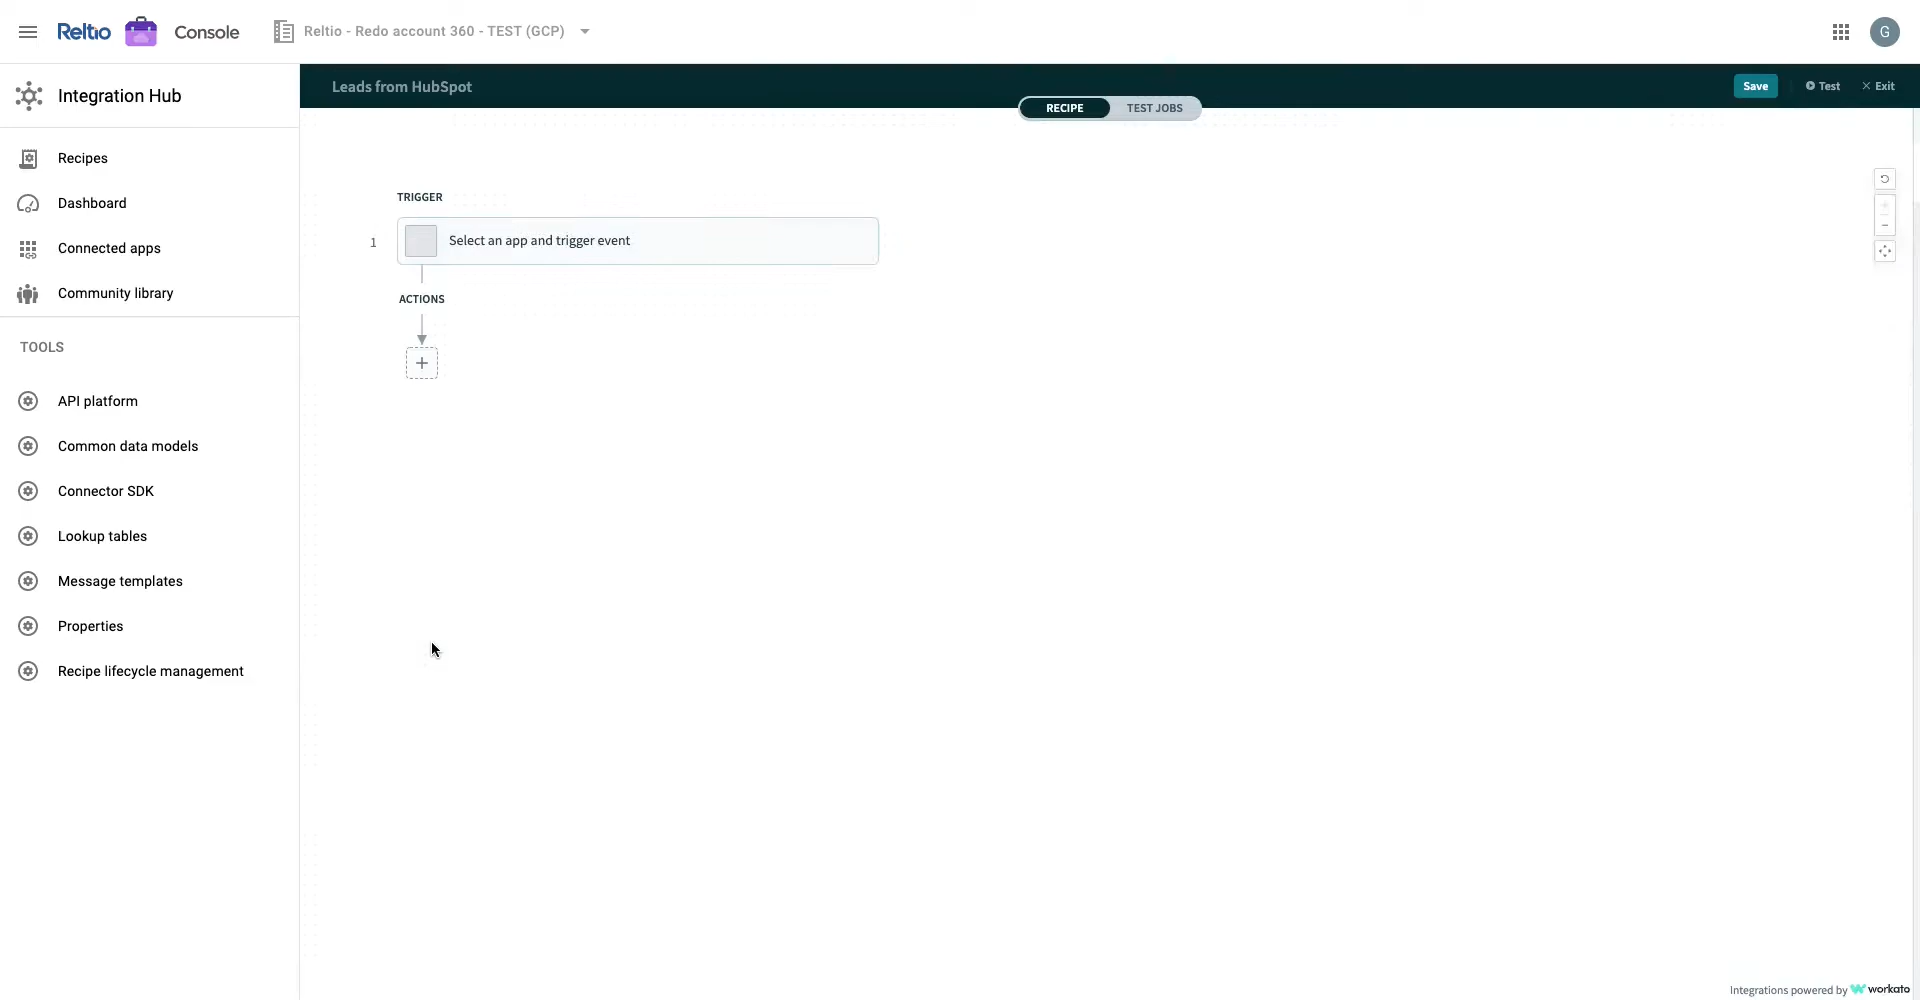 Reltio Console Reltio - Redo account 360 - TEST (GCP) G
Integration Hub
Leads from HubSpot Save Test Exit
RECIPE TEST JOBS
Recipes
Dashboard
Connected apps
Community library
TOOLS
API platform
Common data models
Connector SDK
Lookup tables
Message templates
Properties
Recipe lifecycle management
TRIGGER
1 Select an app and trigger event
ACTIONS
Integrations powered by workato